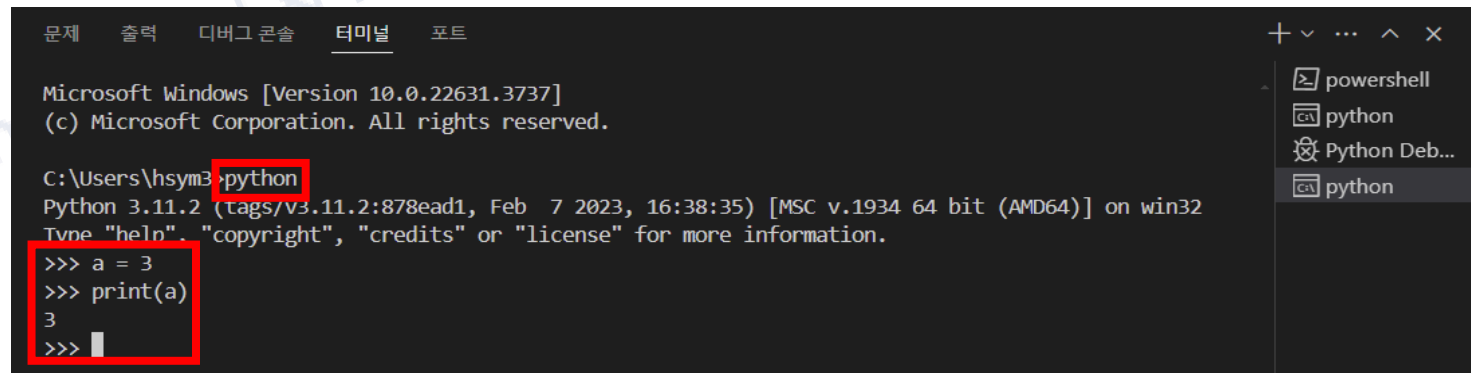 문제 출력 디버그 콘솔 터미널 포트
Microsoft Windows [Version 10.0.22631.3737]
(c) Microsoft Corporation. All rights reserved.
C:\Users\hsym3>python
Python 3.11.2 (tags/v3.11.2:878ead1, Feb  7 2023, 16:38:35) [MSC v.1934 64 bit (AMD64)] on win32
Type "help", "copyright", "credits" or "license" for more information.
>>> a = 3
>>> print(a)
3
>>>
powershell
python
Python Deb...
python